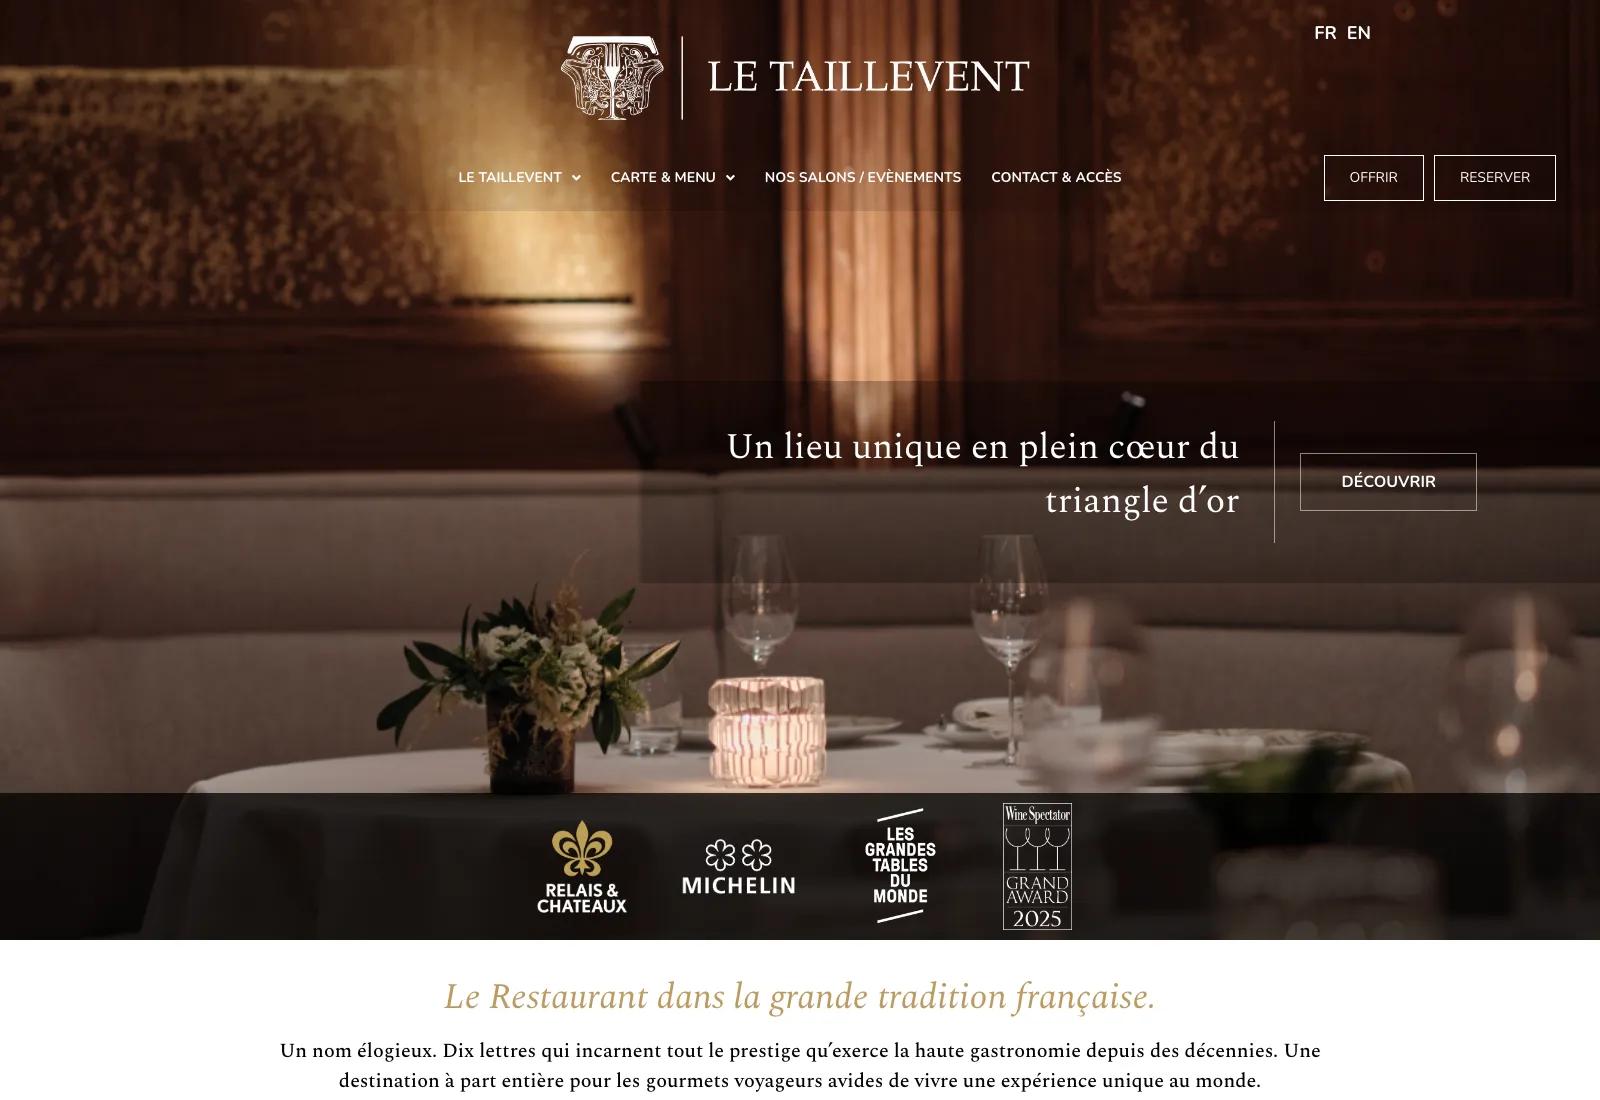 FR EN
LE TAILLEVENT
LE TAILLEVENT CARTE & MENU NOS SALONS / EVÈNEMENTS CONTACT & ACCÈS
OFFRIR RESERVER
Un lieu unique en plein cœur du
triangle d’or
DÉCOUVRIR
RELAIS &
CHATEAUX
MICHELIN
LES
GRANDES
TABLES
DU
MONDE
Wine Spectator
GRAND
AWARD
2025
Le Restaurant dans la grande tradition française.
Un nom élogieux. Dix lettres qui incarnent tout le prestige qu’exerce la haute gastronomie depuis des décennies. Une
destination à part entière pour les gourmets voyageurs avides de vivre une expérience unique au monde.